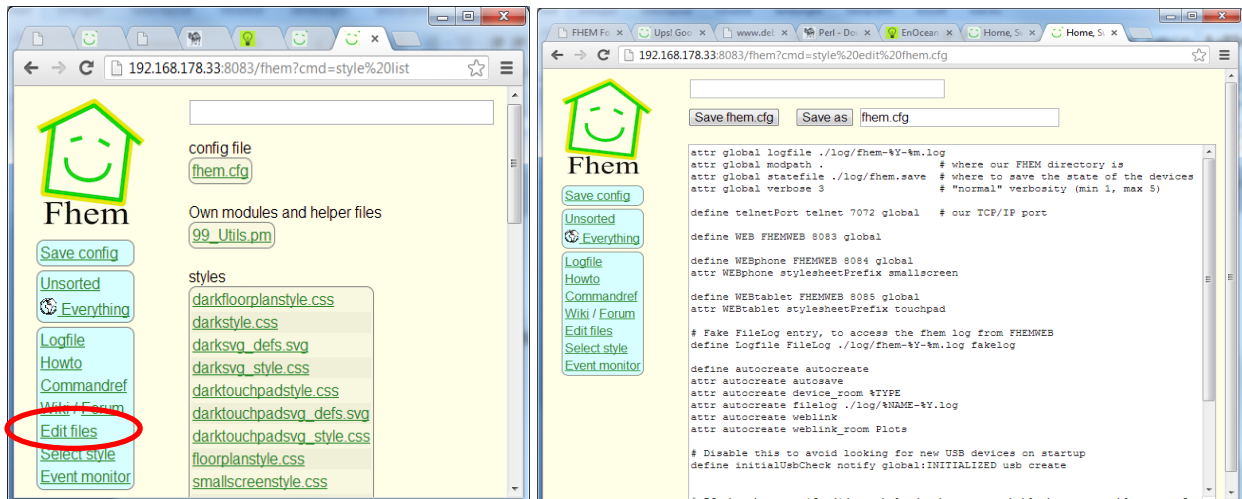 192.168.178.33:8083/fhem?cmd=style%20list
Fhem
Save config
Unsorted
Everything
Logfile
Howto
Commandref
Wiki / Forum
Edit files
Select style
Event monitor
config file
fhem.cfg
Own modules and helper files
99_Utils.pm
styles
darkfloorplanstyle.css
darkstyle.css
darksvg_defs.svg
darksvg_style.css
darktouchpadstyle.css
darktouchpadsvg_defs.svg
darktouchpadsvg_style.css
floorplanstyle.css
smallscreenstyle.css
FHEM Fo
Ups! Goo
www.del
Perl - Dow
EnOcean
Home, S
Home, S
192.168.178.33:8083/fhem?cmd=style%20edit%20fhem.cfg
Fhem
Save config
Unsorted
Everything
Logfile
Howto
Commandref
Wiki / Forum
Edit files
Select style
Event monitor
Save fhem.cfg Save as fhem.cfg
attr global logfile ./log/fhem-%Y-%m.log
attr global modpath . # where our FHEM directory is
attr global statefile ./log/fhem.save # where to save the state of the devices
attr global verbose 3 # "normal" verbosity (min 1, max 5)
define telnetPort telnet 7072 global # our TCP/IP port
define WEB FHEMWEB 8083 global
define WEBphone FHEMWEB 8084 global
attr WEBphone stylesheetPrefix smallscreen
define WEBtablet FHEMWEB 8085 global
attr WEBtablet stylesheetPrefix touchpad
# Fake FileLog entry, to access the fhem log from FHEMWEB
define Logfile FileLog ./log/fhem-%Y-%m.log fakelog
define autocreate autocreate
attr autocreate autosave
attr autocreate device_room %TYPE
attr autocreate filelog ./log/%NAME-%Y.log
attr autocreate weblink
attr autocreate weblink_room Plots
# Disable this to avoid looking for new USB devices on startup
define initialUsbCheck notify global:INITIALIZED usb create